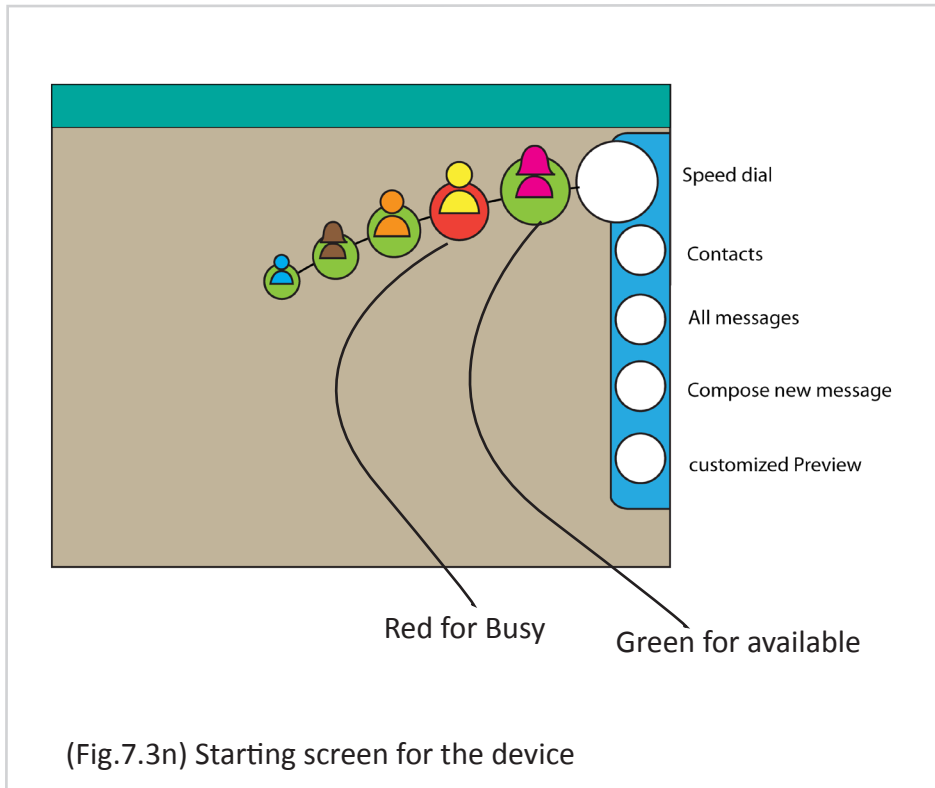 Speed dial
Contacts
All messages
Compose new message
customized Preview
Red for Busy
Green for available
(Fig.7.3n) Starting screen for the device